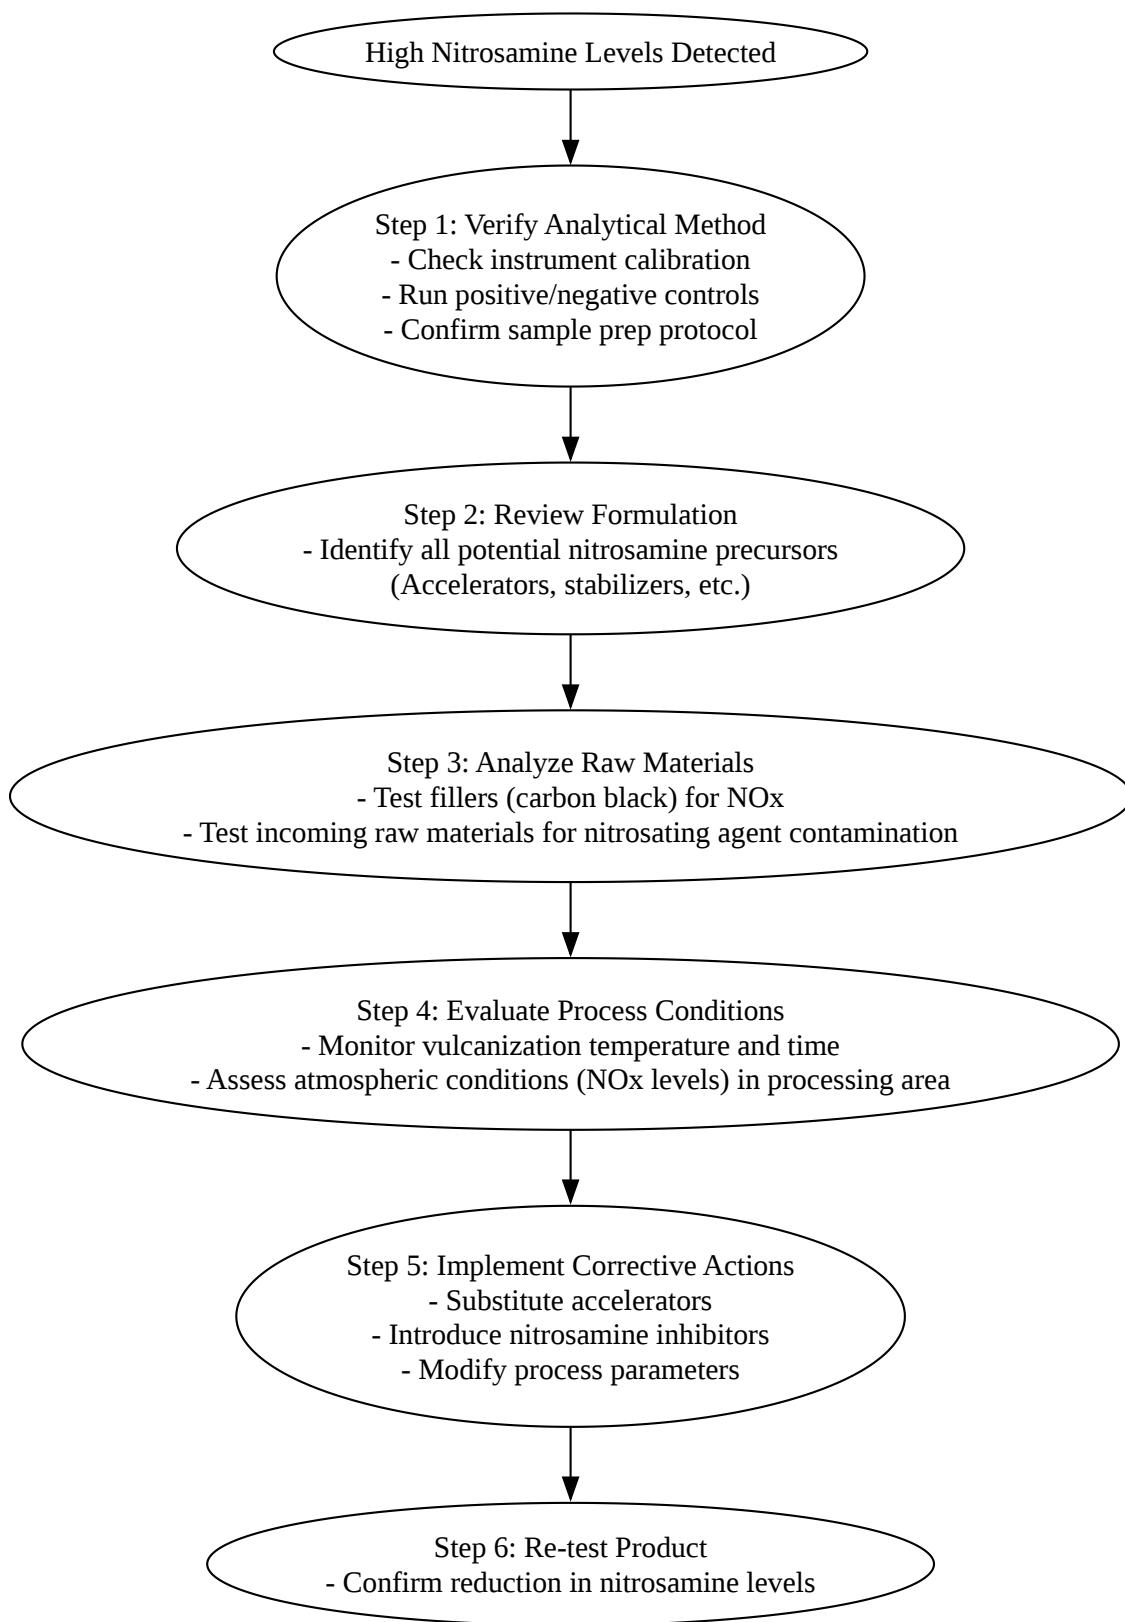 High Nitrosamine Levels Detected
Step 1: Verify Analytical Method
- Check instrument calibration
- Run positive/negative controls
- Confirm sample prep protocol
Step 2: Review Formulation
- Identify all potential nitrosamine precursors
(Accelerators, stabilizers, etc.)
Step 3: Analyze Raw Materials
- Test fillers (carbon black) for NOx
- Test incoming raw materials for nitrosating agent contamination
Step 4: Evaluate Process Conditions
- Monitor vulcanization temperature and time
- Assess atmospheric conditions (NOx levels) in processing area
Step 5: Implement Corrective Actions
- Substitute accelerators
- Introduce nitrosamine inhibitors
- Modify process parameters
Step 6: Re-test Product
- Confirm reduction in nitrosamine levels